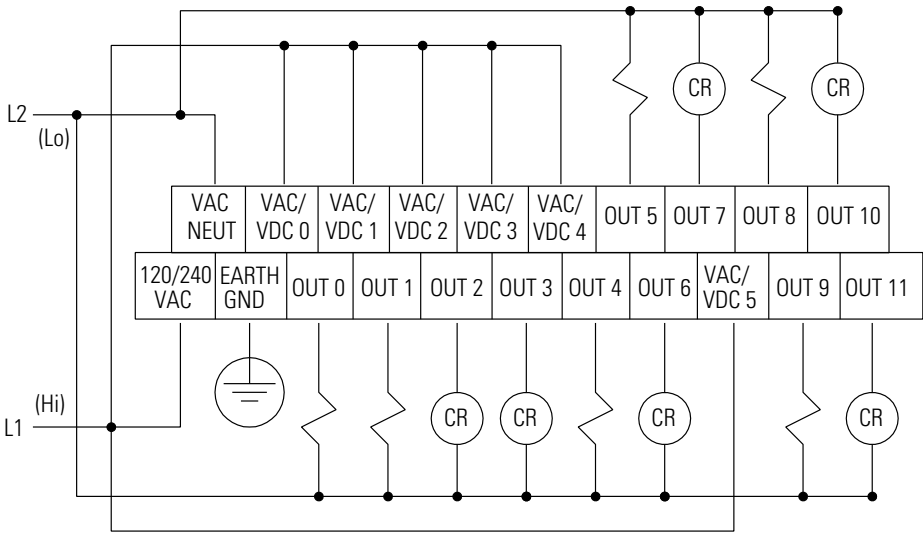 CR
CR
L2
(Lo)
VAC
NEUT
VAC/
VDC 0
VAC/
VDC 1
VAC/
VDC 2
VAC/
VDC 3
VAC/
VDC 4
OUT 5
OUT 7
OUT 8
OUT 10
120/240
VAC
EARTH
GND
OUT 0
OUT 1
OUT 2
OUT 3
OUT 4
OUT 6
VAC/
VDC 5
OUT 9
OUT 11
(Hi)
L1
CR
CR
CR
CR